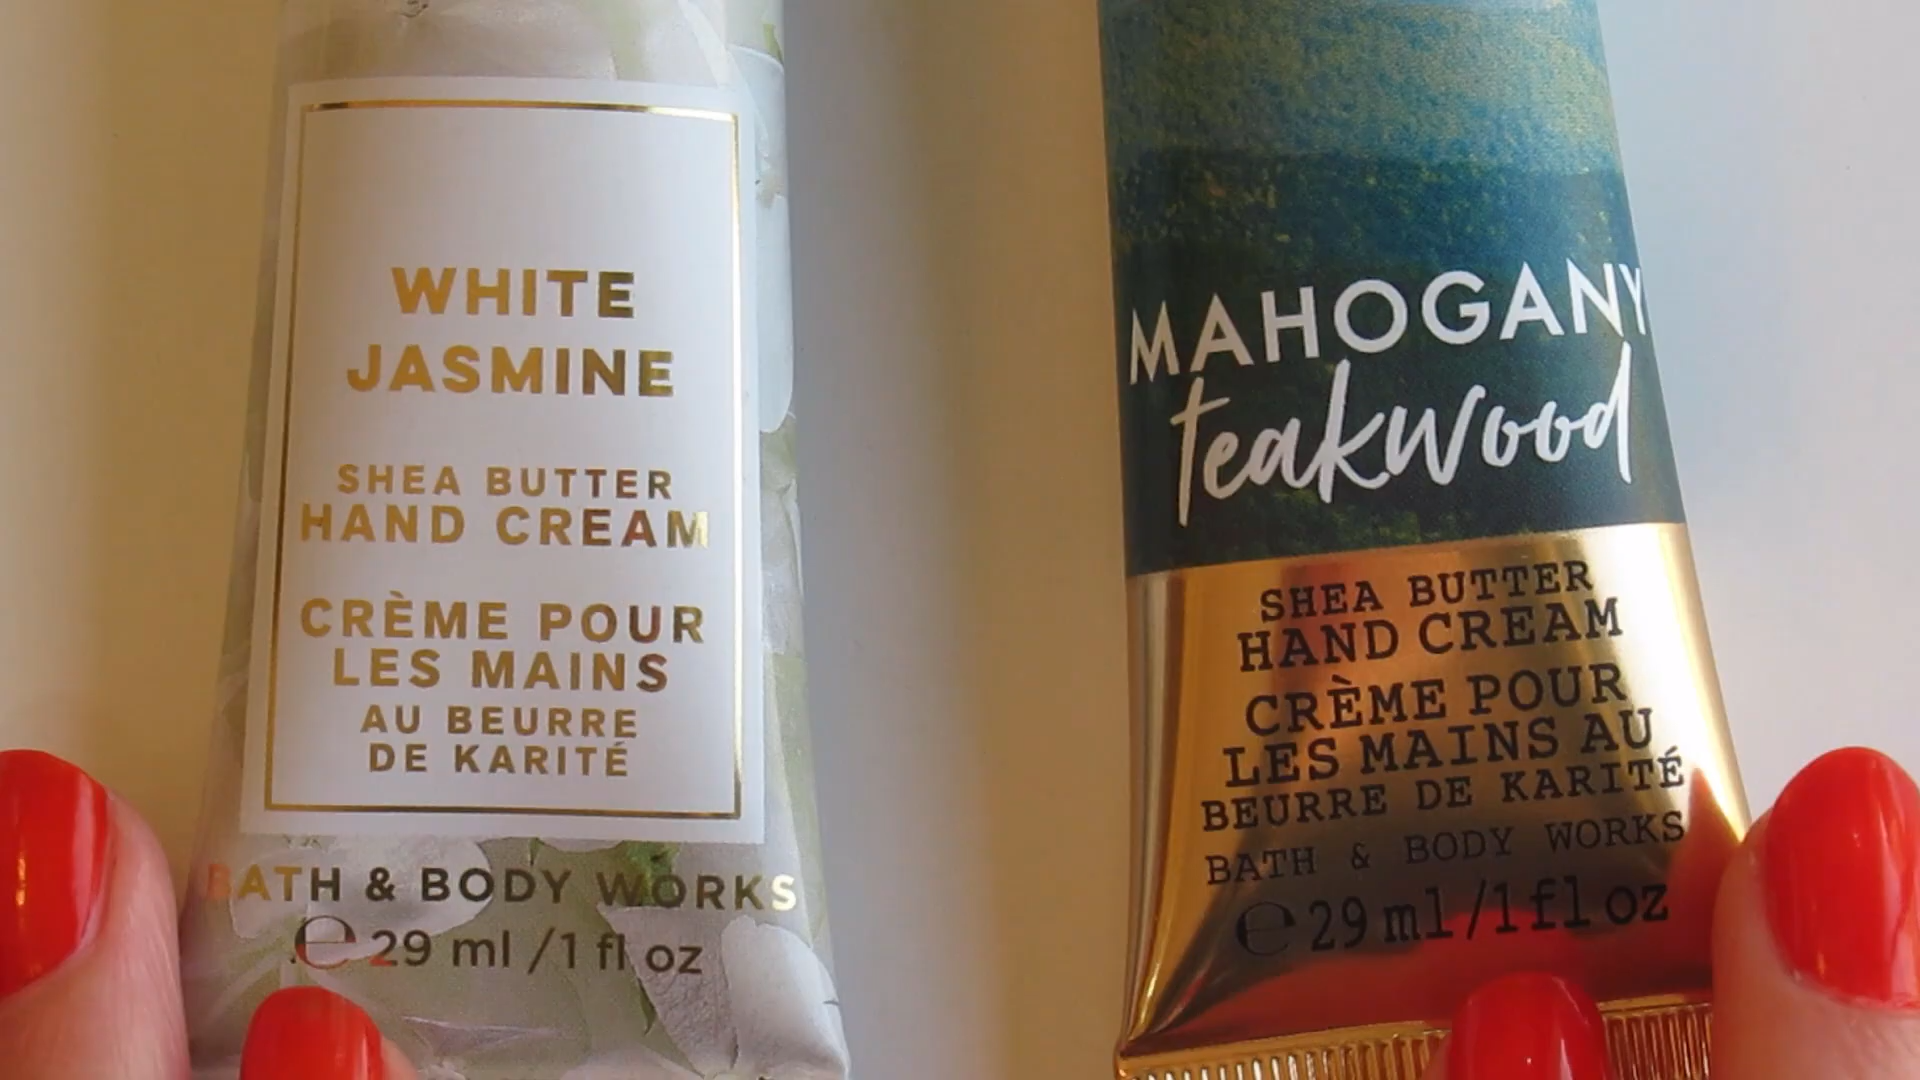 WHITE
JASMINE
SHEA BUTTER
HAND CREAM
CRÈME POUR
LES MAINS
AU BEURRE
DE KARITÉ
BATH & BODY WORKS
℮ 29 ml / 1 fl oz
MAHOGANY
teakwood
SHEA BUTTER
HAND CREAM
CRÈME POUR
LES MAINS AU
BEURRE DE KARITÉ
BATH & BODY WORKS
℮ 29 ml / 1 fl oz